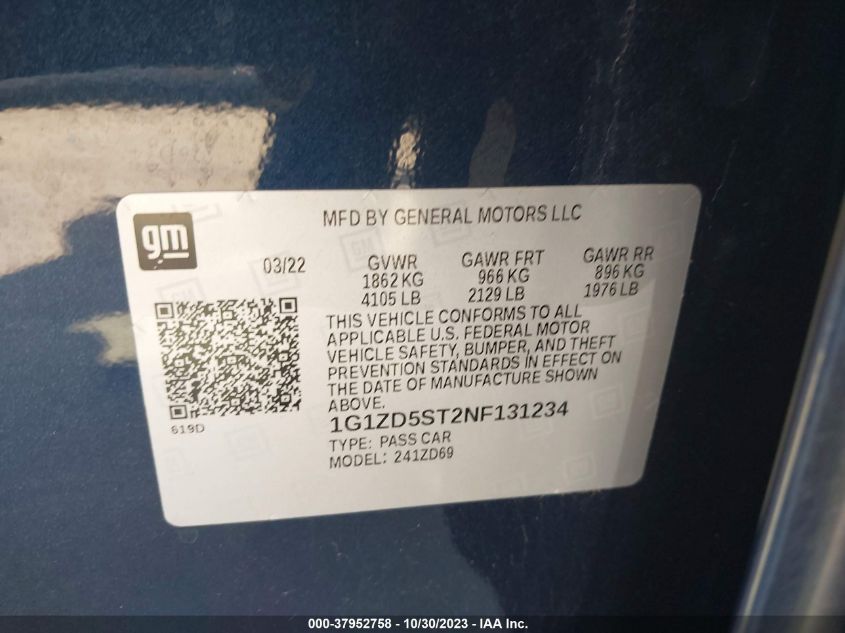 gm
MFD BY GENERAL MOTORS LLC
03/22 GVWR GAWR FRT GAWR RR
1862 KG 966 KG 896 KG
4105 LB 2129 LB 1976 LB
THIS VEHICLE CONFORMS TO ALL
APPLICABLE U.S. FEDERAL MOTOR
VEHICLE SAFETY, BUMPER, AND THEFT
PREVENTION STANDARDS IN EFFECT ON
THE DATE OF MANUFACTURE SHOWN
ABOVE.
619D
1G1ZD5ST2NF131234
TYPE: PASS CAR
MODEL: 241ZD69
000-37952758 - 10/30/2023 - IAA Inc.